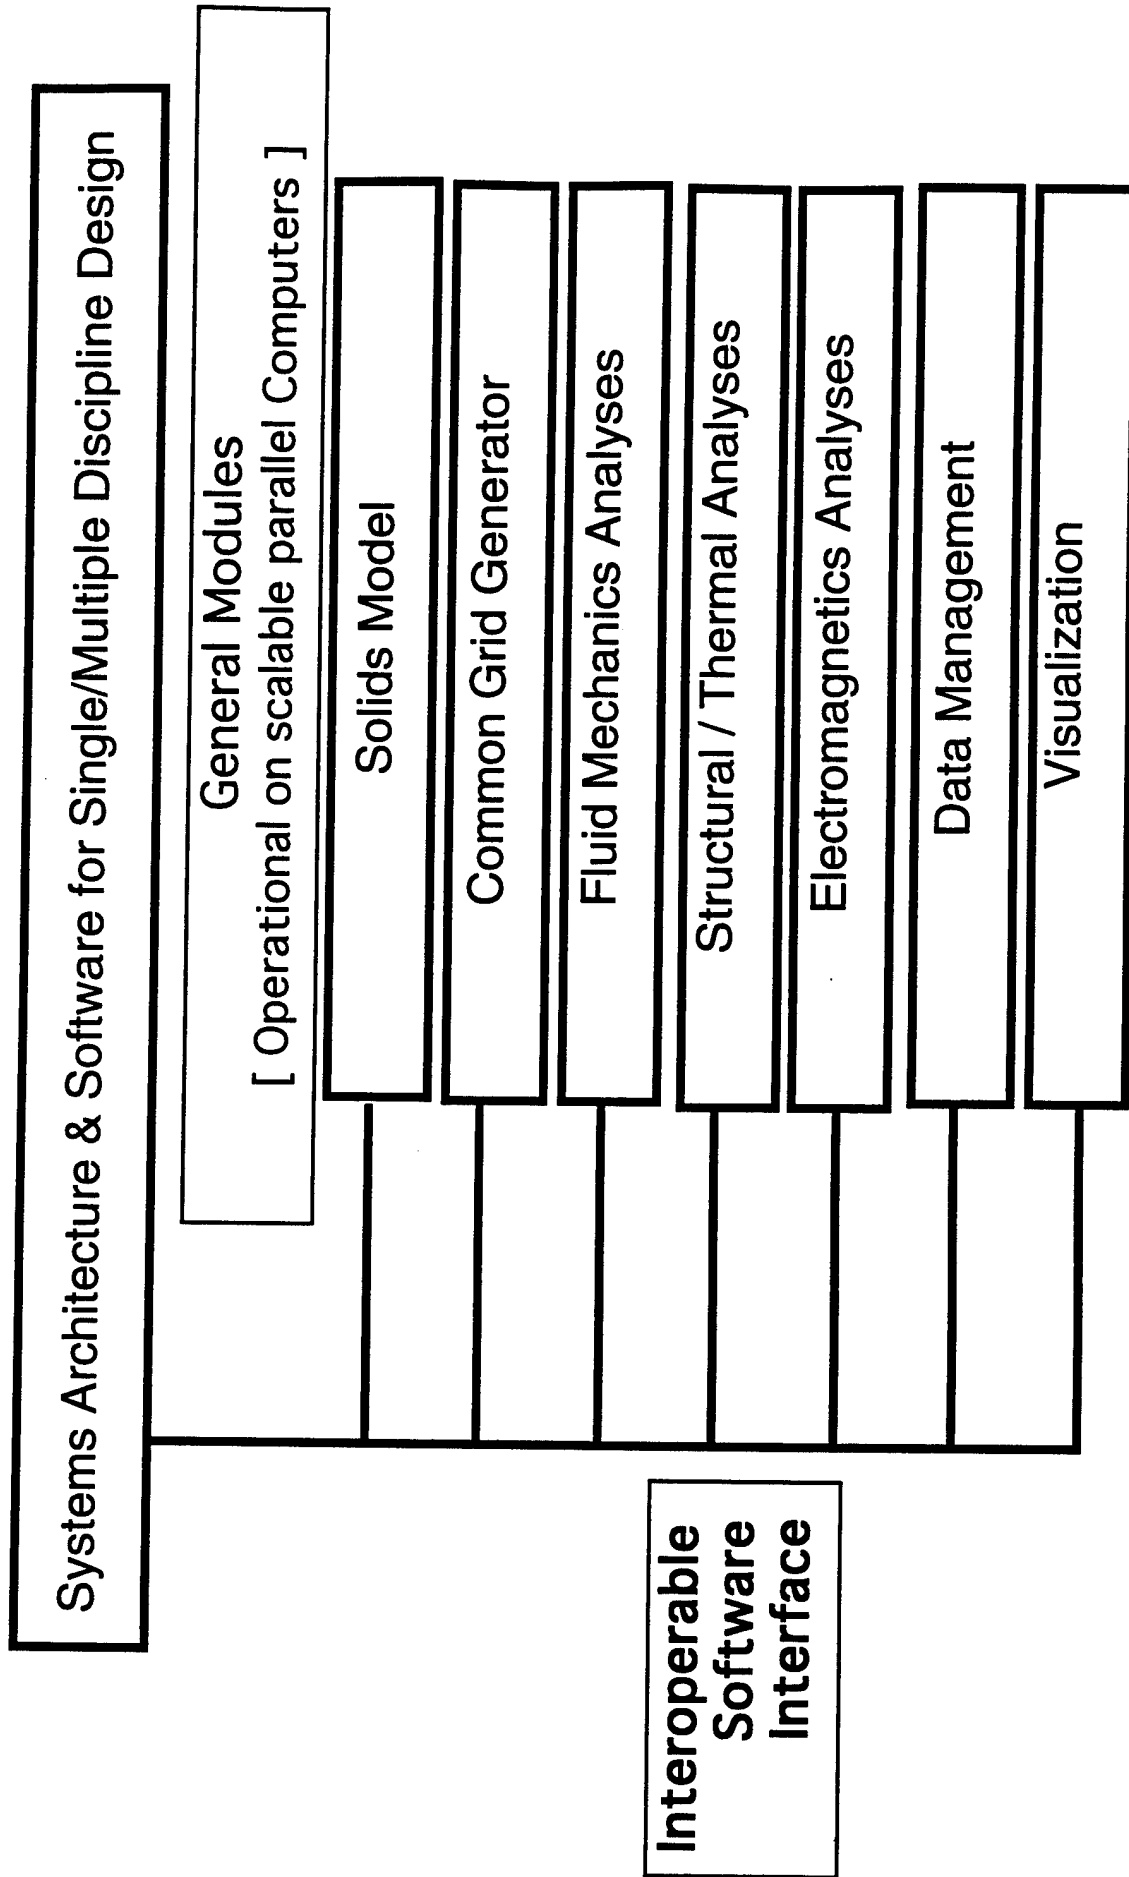 Systems Architecture & Software for Single/Multiple Discipline Design
General Modules
[ Operational on scalable parallel Computers ]
Solids Model
Common Grid Generator
Fluid Mechanics Analyses
Structural / Thermal Analyses
Electromagnetics Analyses
Data Management
Visualization
Interoperable
Software
Interface